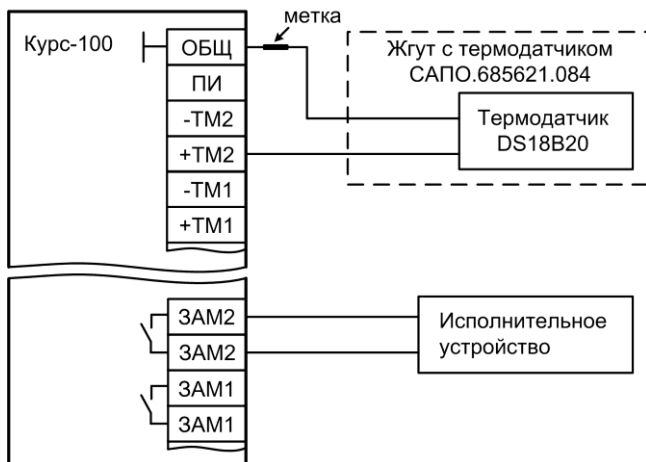 метка
Курс-100
ОБЩ
ПИ
-ТМ2
+ТМ2
-ТМ1
+ТМ1
Жгут с термодатчиком
САПО.685621.084
Термодатчик
DS18B20
ЗАМ2
ЗАМ2
ЗАМ1
ЗАМ1
Исполнительное
устройство